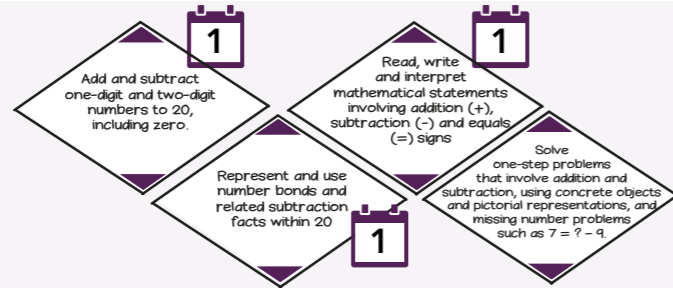 1
Add and subtract
one-digit and two-digit
numbers to 20,
including zero.
1
Read, write
and interpret
mathematical statements
involving addition (+),
subtraction (-) and equals
(=) signs
Represent and use
number bonds and
related subtraction
facts within 20
1
Solve
one-step problems
that involve addition and
subtraction, using concrete objects
and pictorial representations, and
missing number problems
such as 7 = ? – 9.